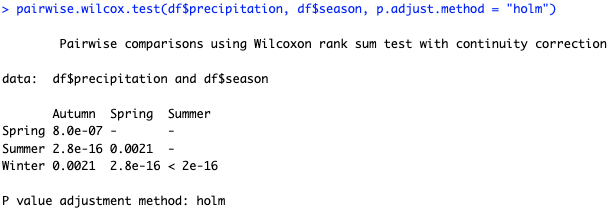 > pairwise.wilcox.test(df$precipitation, df$season, p.adjust.method = "holm")
Pairwise comparisons using Wilcoxon rank sum test with continuity correction
data:  df$precipitation and df$season
Autumn Spring Summer
Spring 8.0e-07 - -
Summer 2.8e-16 0.0021 -
Winter 0.0021 2.8e-16 < 2e-16
P value adjustment method: holm